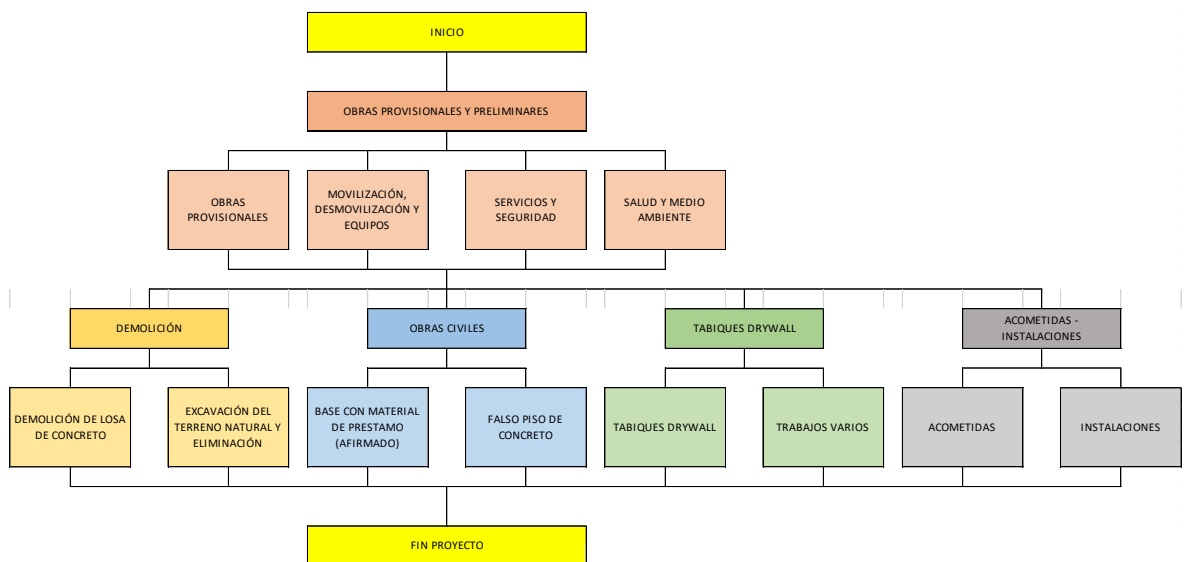 INICIO
OBRAS PROVISIONALES Y PRELIMINARES
OBRAS
PROVISIONALES
MOVILIZACIÓN,
DESMOVILIZACIÓN Y
EQUIPOS
SERVICIOS Y
SEGURIDAD
SALUD Y MEDIO
AMBIENTE
DEMOLICIÓN
OBRAS CIVILES
TABIQUES DRYWALL
ACOMETIDAS -
INSTALACIONES
DEMOLICIÓN DE LOSA
DE CONCRETO
EXCAVACIÓN DEL
TERRENO NATURAL Y
ELIMINACIÓN
BASE CON MATERIAL
DE PRESTAMO
(AFIRMADO)
FALSO PISO DE
CONCRETO
TABIQUES DRYWALL
TRABAJOS VARIOS
ACOMETIDAS
INSTALACIONES
FIN PROYECTO